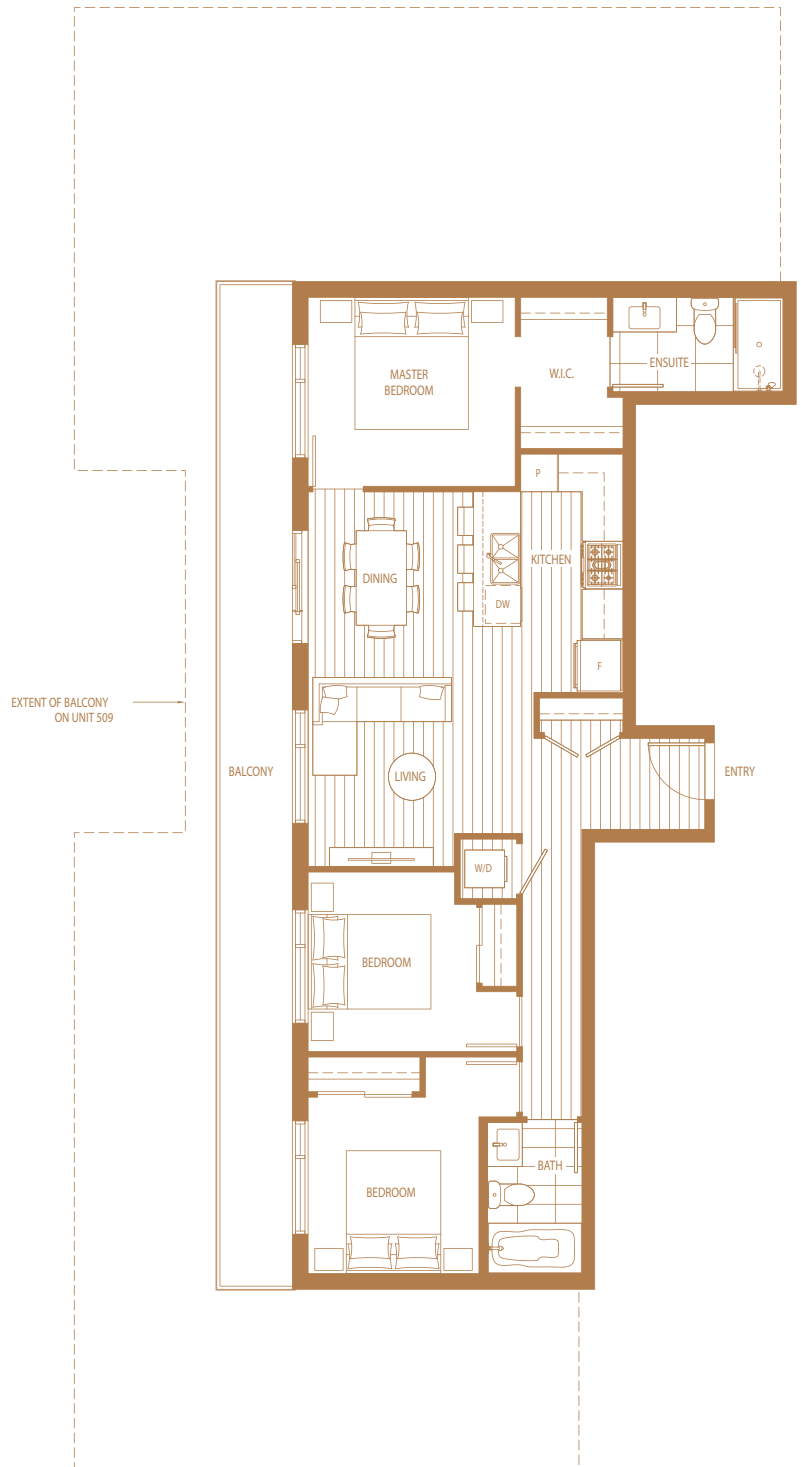 MASTER
BEDROOM
W.I.C.
ENSUITE
P
DINING
KITCHEN
DW
F
EXTENT OF BALCONY
ON UNIT 509
BALCONY
LIVING
ENTRY
W/D
BEDROOM
BATH
BEDROOM